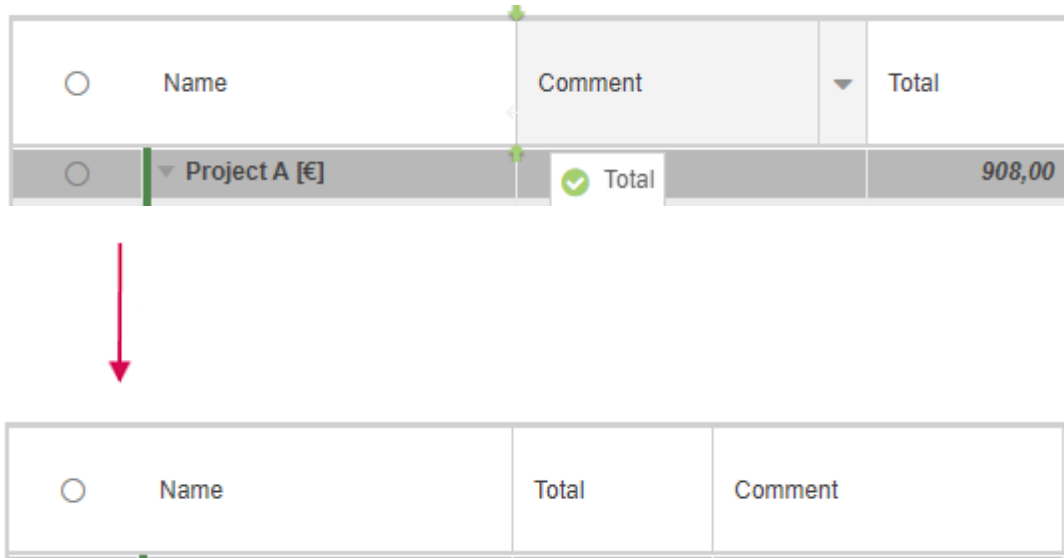 Name Comment Total
Project A [€] Total 908,00
Name Total Comment